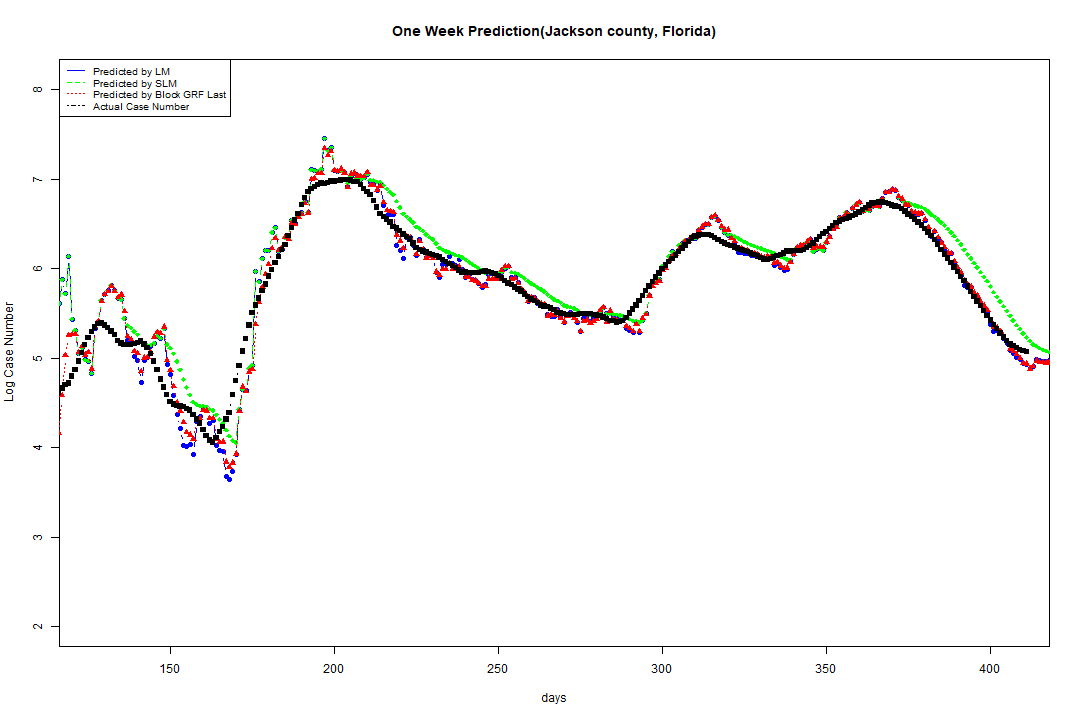 One Week Prediction(Jackson county, Florida)
Predicted by LM
Predicted by SLM
Predicted by Block GRF Last
Actual Case Number
8
7
6
5
4
3
2
Log Case Number
150 200 250 300 350 400
days